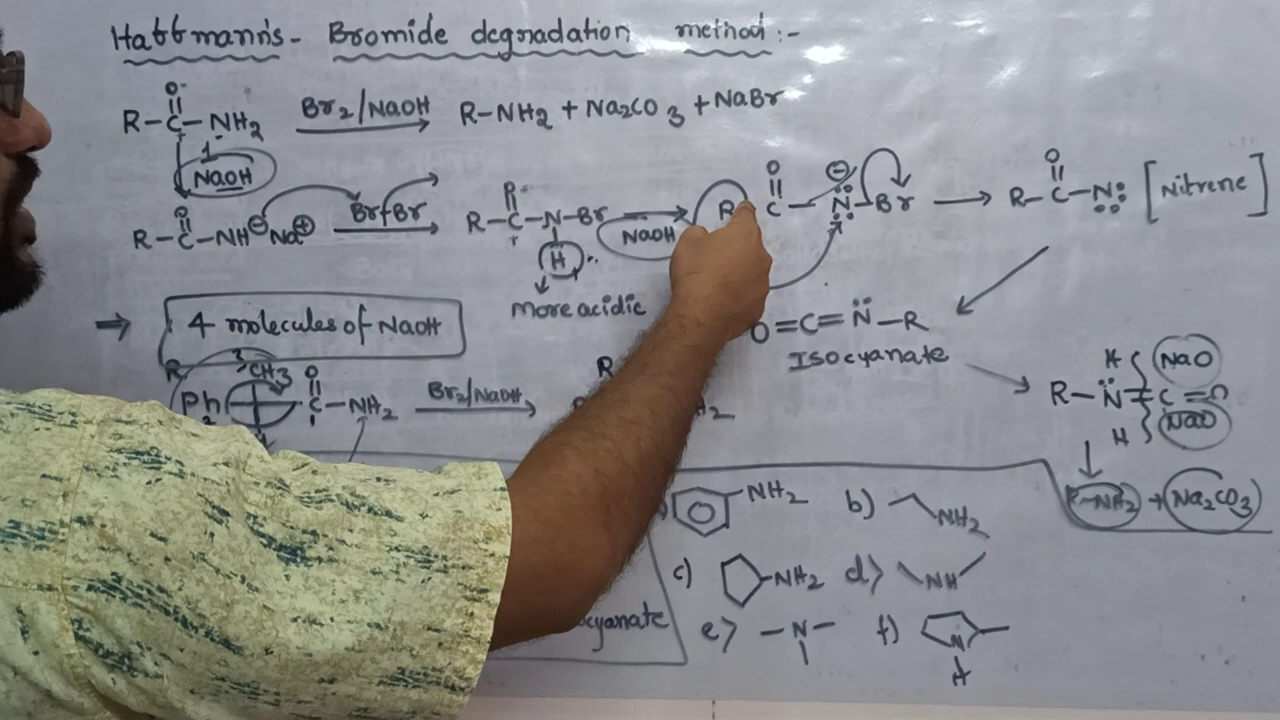 Habbmann's - Bromide degradation method :-
R-C(=O)-NH2 Br2/NaOH → R-NH2 + Na2CO3 + NaBr
1 NaOH
R-C(=O)-NH⊖Na⊕ Br-Br → R-C-N-Br NaOH → R C(=O)-N⊖-Br → R-C(=O)-N: [Nitrene]
H
More acidic
⇒ 4 molecules of NaOH
O=C=N-R
Isocyanate
R CH3
Ph C(=O)-NH2 Br2/NaOH →
R-N-C=O
H NaO
H NaO
R-NH2 + Na2CO3
NH2 b) NH2
c) NH2 d) NH
e) -N- f) N
H
cyanate